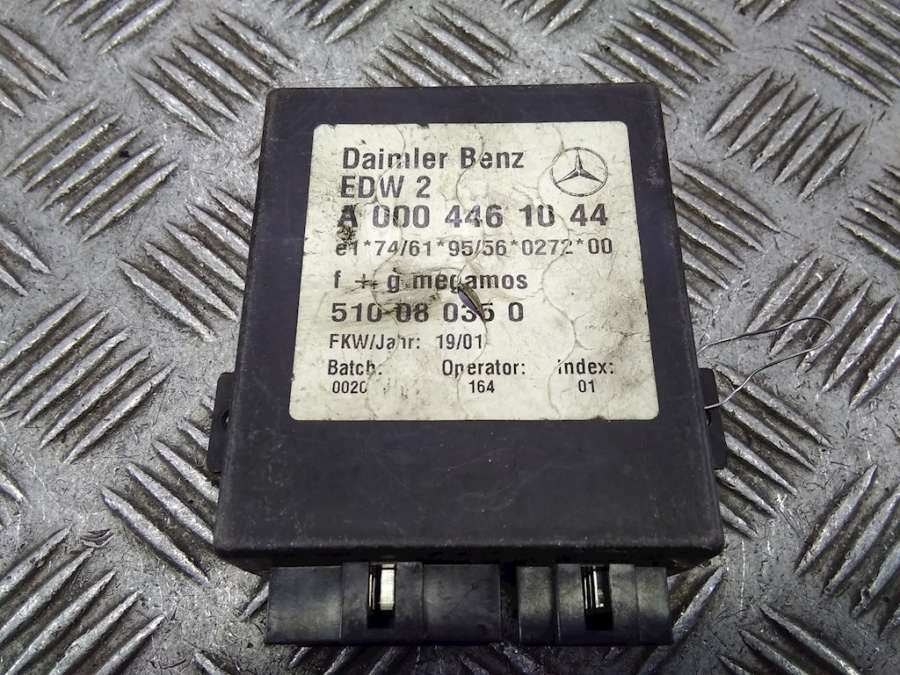 Daimler Benz
EDW 2
A 000 446 10 44
e1*74/61*95/56*0272*00
f + g megamos
510 08 035 0
FKW/Jahr: 19/01
Batch: Operator: Index:
0020 164 01